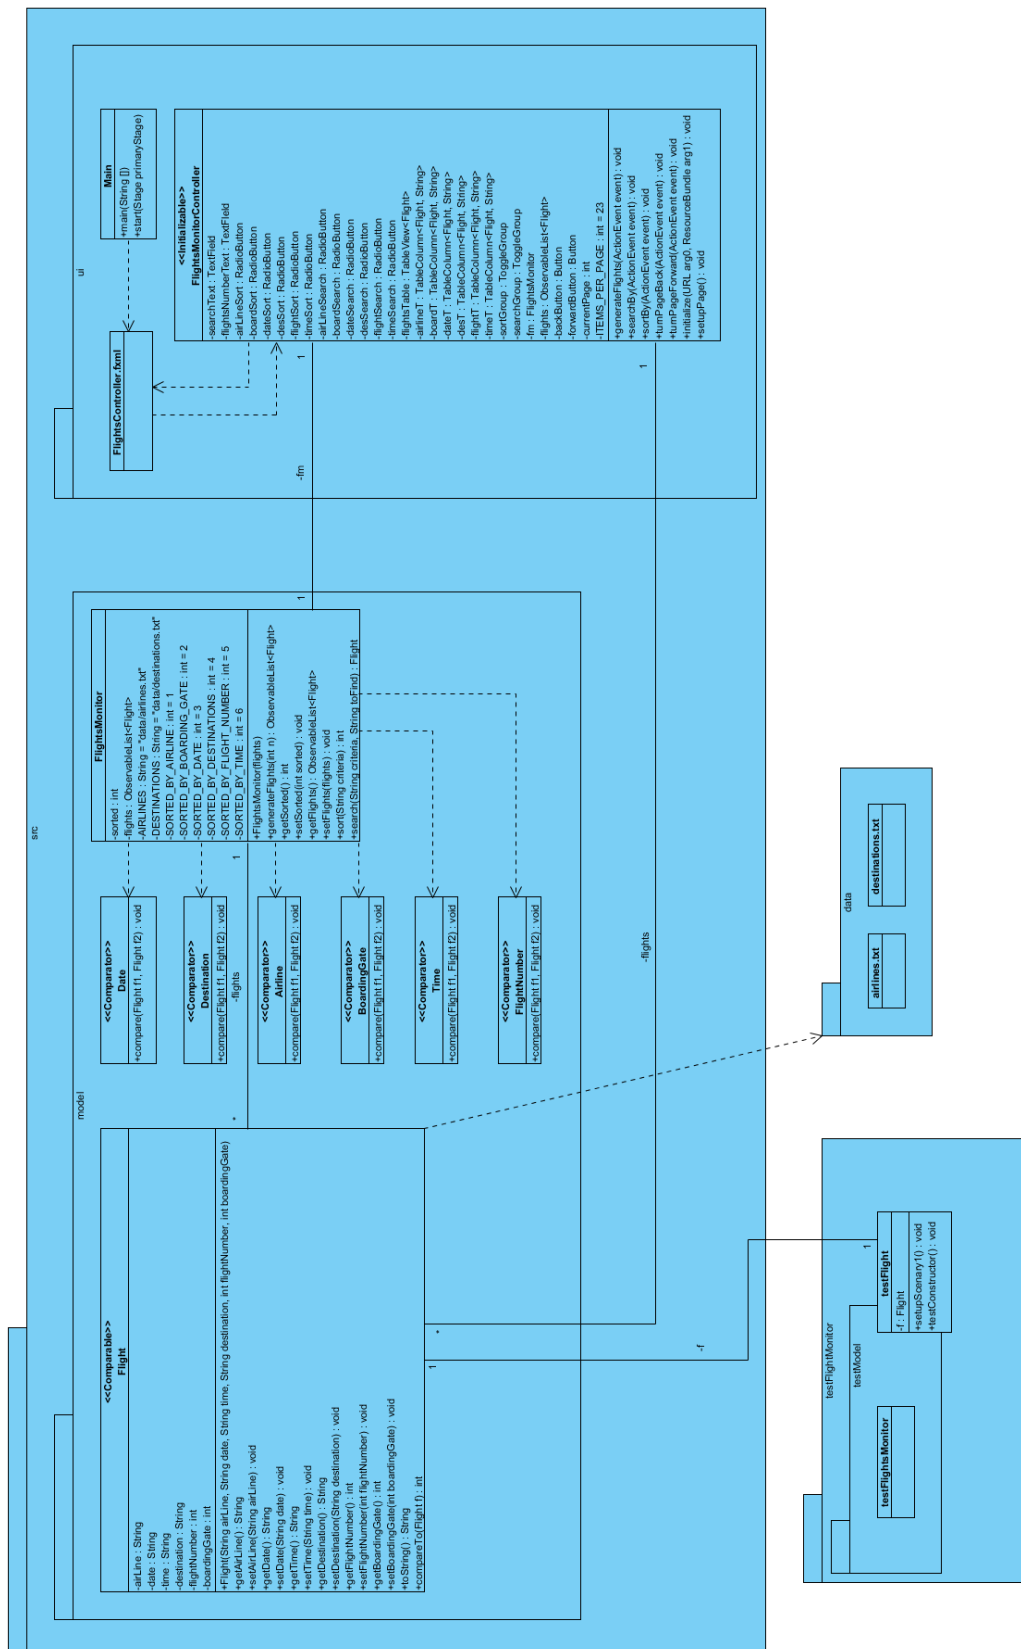 src
model
<<Comparable>>
Flight
-airLine : String
-date : String
-time : String
-destination : String
-flightNumber : int
-boardingGate : int
+Flight(String airLine, String date, String time, String destination, int flightNumber, int boardingGate)
+getAirLine() : String
+setAirLine(String airLine) : void
+getDate() : String
+setDate(String date) : void
+getTime() : String
+setTime(String time) : void
+getDestination() : String
+setDestination(String destination) : void
+getFlightNumber() : int
+setFlightNumber(int flightNumber) : void
+getBoardingGate() : int
+setBoardingGate(int boardingGate) : void
+toString() : String
+compareTo(Flight f) : int
<<Comparator>>
Date
+compare(Flight f1, Flight f2) : void
<<Comparator>>
Destination
+compare(Flight f1, Flight f2) : void
<<Comparator>>
Airline
+compare(Flight f1, Flight f2) : void
<<Comparator>>
BoardingGate
+compare(Flight f1, Flight f2) : void
<<Comparator>>
Time
+compare(Flight f1, Flight f2) : void
<<Comparator>>
FlightNumber
+compare(Flight f1, Flight f2) : void
FlightsMonitor
-sorted : int
-flights : ObservableList<Flight>
-AIRLINES : String = "data/airlines.txt"
-DESTINATIONS : String = "data/destinations.txt"
-SORTED_BY_AIRLINE : int = 1
-SORTED_BY_BOARDING_GATE : int = 2
-SORTED_BY_DATE : int = 3
-SORTED_BY_DESTINATIONS : int = 4
-SORTED_BY_FLIGHT_NUMBER : int = 5
-SORTED_BY_TIME : int = 6
+FlightsMonitor(flights)
+generateFlights(int n) : ObservableList<Flight>
+getSorted() : int
+setSorted(int sorted) : void
+getFlights() : ObservableList<Flight>
+setFlights(flights) : void
+sort(String criteria) : int
+search(String criteria, String toFind) : Flight
*
-flights
1
1
-fm
1
*
-flights
1
1
-f
1
ui
Main
+main(String [])
+start(Stage primaryStage)
FlightsController.fxml
<<Initializable>>
FlightsMonitorController
-searchText : TextField
-flightsNumberText : TextField
-airLineSort : RadioButton
-boardSort : RadioButton
-dateSort : RadioButton
-desSort : RadioButton
-flightSort : RadioButton
-timeSort : RadioButton
-airLineSearch : RadioButton
-boardSearch : RadioButton
-dateSearch : RadioButton
-desSearch : RadioButton
-flightSearch : RadioButton
-timeSearch : RadioButton
-flightsTable : TableView<Flight>
-airlineT : TableColumn<Flight, String>
-boardT : TableColumn<Flight, String>
-dateT : TableColumn<Flight, String>
-desT : TableColumn<Flight, String>
-flightT : TableColumn<Flight, String>
-timeT : TableColumn<Flight, String>
-sortGroup : ToggleGroup
-searchGroup : ToggleGroup
-fm : FlightsMonitor
-flights : ObservableList<Flight>
-backButton : Button
-forwardButton : Button
-currentPage : int
-ITEMS_PER_PAGE : int = 23
+generateFlights(ActionEvent event) : void
+searchBy(ActionEvent event) : void
+sortBy(ActionEvent event) : void
+turnPageBack(ActionEvent event) : void
+turnPageForward(ActionEvent event) : void
+initialize(URL arg0, ResourceBundle arg1) : void
+setupPage() : void
data
airlines.txt
destinations.txt
testFlightMonitor
testModel
testFlightsMonitor
testFlight
-f : Flight
+setupScenary1() : void
+testConstructor() : void